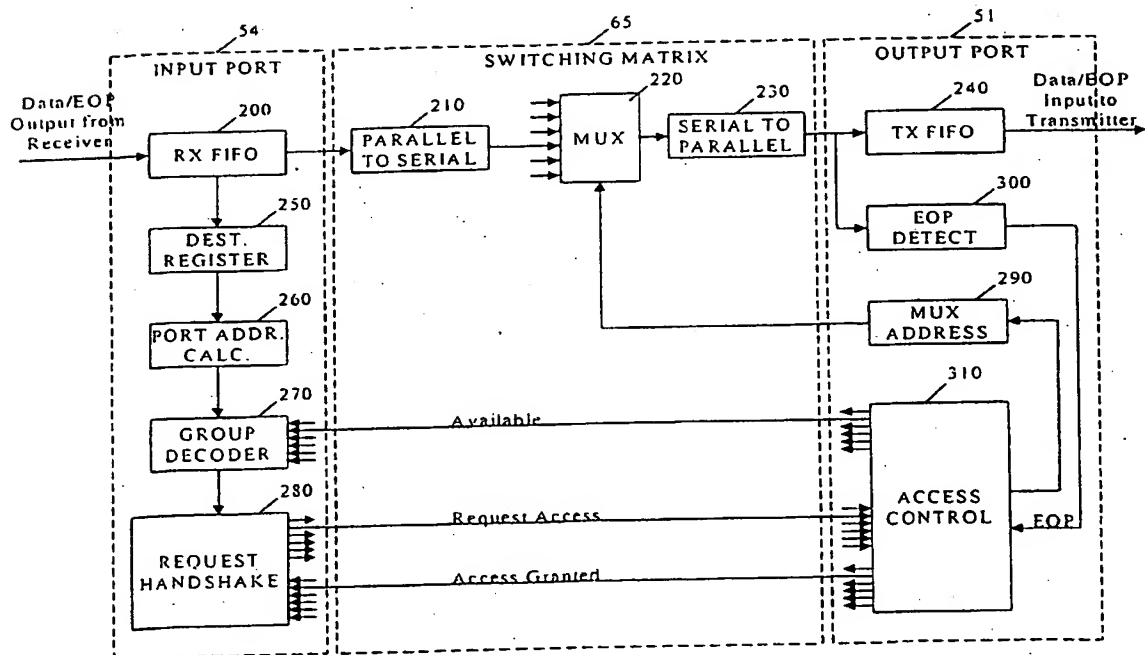 54
65
51
INPUT PORT
SWITCHING MATRIX
OUTPUT PORT
Data/EOP
Output from
Receiver
200
RX FIFO
210
PARALLEL
TO SERIAL
220
MUX
230
SERIAL TO
PARALLEL
240
TX FIFO
Data/EOP
Input to
Transmitter
250
DEST.
REGISTER
300
EOP
DETECT
260
PORT ADDR.
CALC.
290
MUX
ADDRESS
270
GROUP
DECODER
Available
310
ACCESS
CONTROL
EOP
280
REQUEST
HANDSHAKE
Request Access
Access Granted